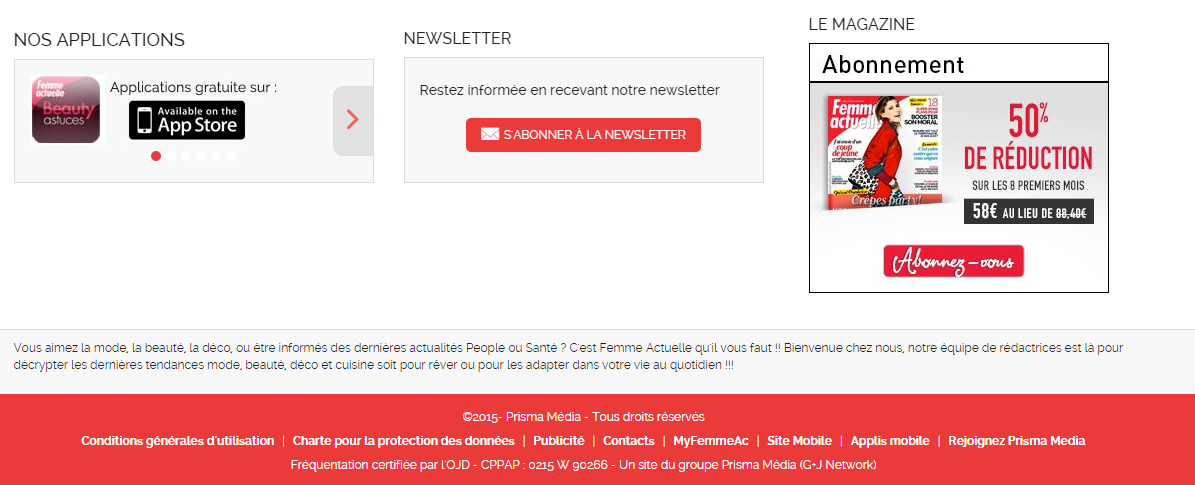 NOS APPLICATIONS
Femme
actuelle
Beauty
astuces
Applications gratuite sur :
Available on the
App Store
NEWSLETTER
Restez informée en recevant notre newsletter
S'ABONNER À LA NEWSLETTER
LE MAGAZINE
Abonnement
Femme
actuelle
18
BOOSTER
SON MORAL
J'ai envie d'un
coup de
jeune
Crêpes party!
50%
DE RÉDUCTION
SUR LES 8 PREMIERS MOIS
58€ AU LIEU DE 88,40€
Abonnez-vous
Vous aimez la mode, la beauté, la déco, ou être informés des dernières actualités People ou Santé ? C'est Femme Actuelle qu'il vous faut !! Bienvenue chez nous, notre équipe de rédactrices est là pour
décrypter les dernières tendances mode, beauté, déco et cuisine soit pour rêver ou pour les adapter dans votre vie au quotidien !!!
©2015- Prisma Média - Tous droits réservés
Conditions générales d'utilisation | Charte pour la protection des données | Publicité | Contacts | MyFemmeAc | Site Mobile | Applis mobile | Rejoignez Prisma Media
Fréquentation certifiée par l'OJD - CPPAP : 0215 W 90266 - Un site du groupe Prisma Média (G+J Network)